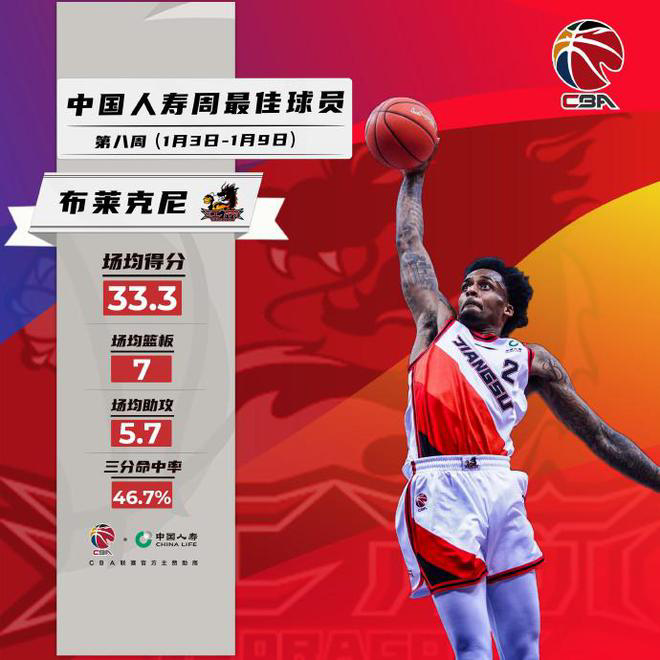 CBA
中国人寿周最佳球员
第八周（1月3日-1月9日）
布莱克尼
场均得分
33.3
场均篮板
7
场均助攻
5.7
三分命中率
46.7%
CBA
中国人寿
CHINA LIFE
CBA联赛官方主赞助商
JIANGSU
2
CBA
DRAGON